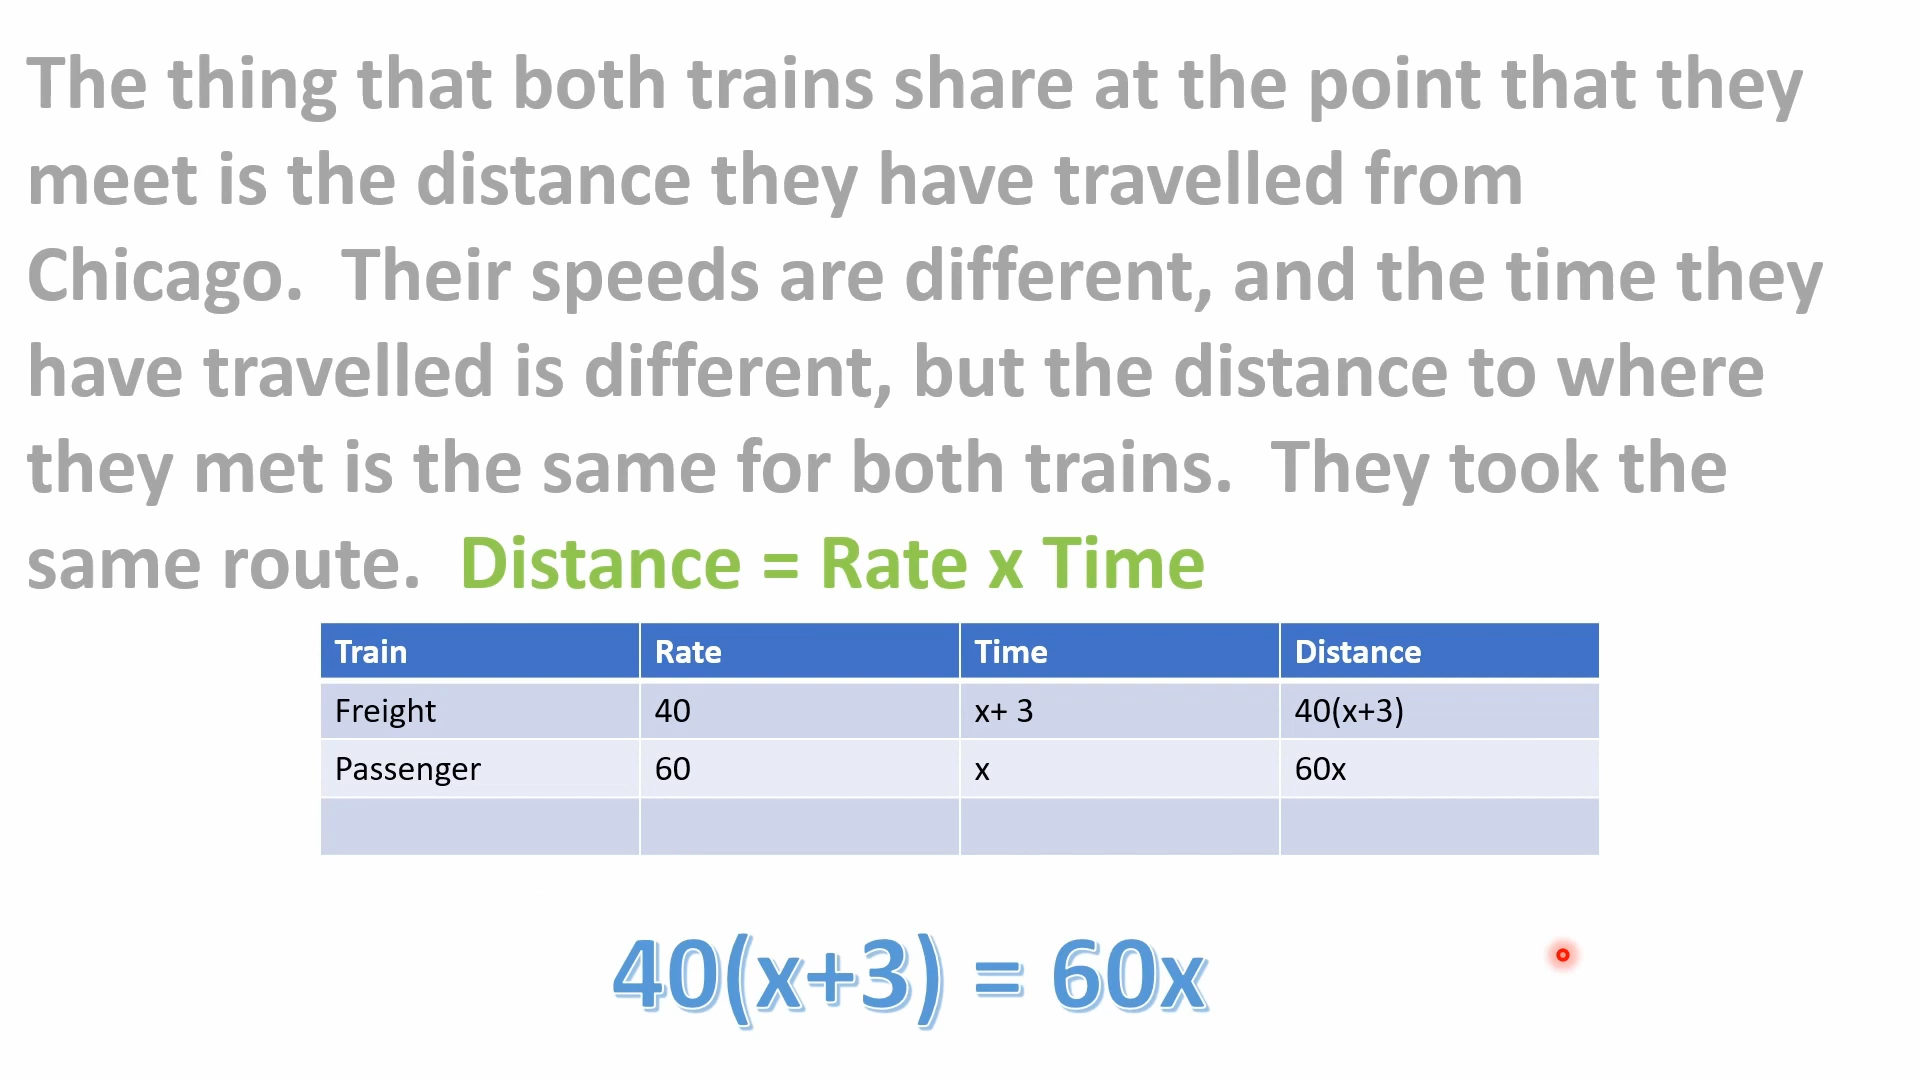 The thing that both trains share at the point that they
meet is the distance they have travelled from
Chicago.  Their speeds are different, and the time they
have travelled is different, but the distance to where
they met is the same for both trains.  They took the
same route.  Distance = Rate x Time
Train Rate Time Distance
Freight 40 x+ 3 40(x+3)
Passenger 60 x 60x
40(x+3) = 60x